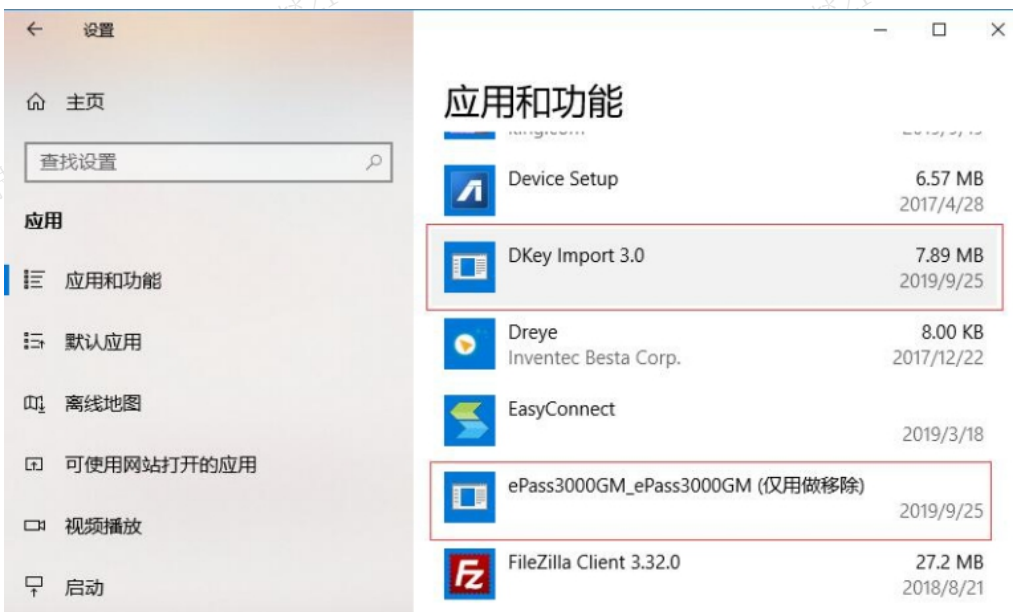 设置
主页
查找设置
应用
应用和功能
默认应用
离线地图
可使用网站打开的应用
视频播放
启动
应用和功能
king.com
Device Setup
6.57 MB
2017/4/28
DKey Import 3.0
7.89 MB
2019/9/25
Dreye
8.00 KB
Inventec Besta Corp.
2017/12/22
EasyConnect
2019/3/18
ePass3000GM_ePass3000GM (仅用做移除)
2019/9/25
FileZilla Client 3.32.0
27.2 MB
2018/8/21